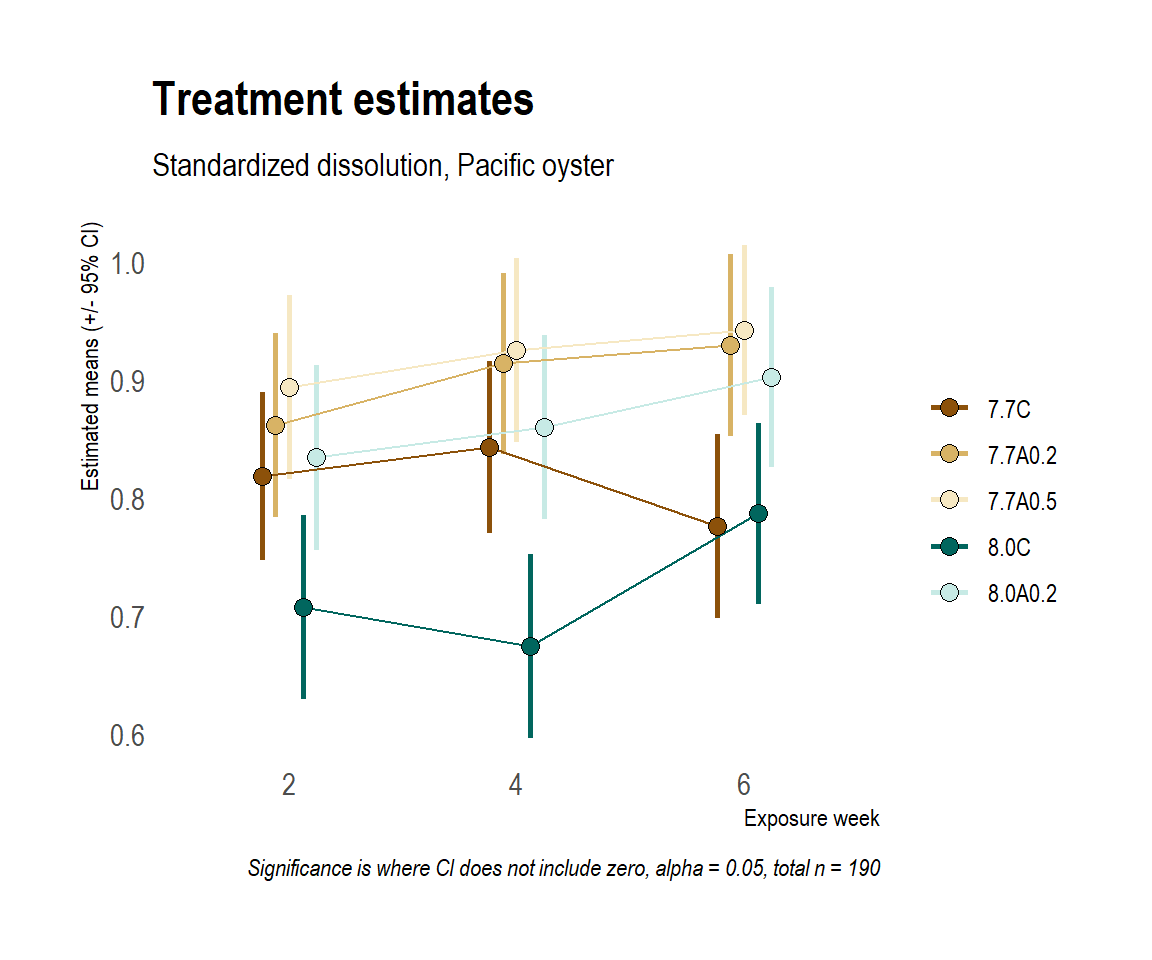 Treatment estimates
Standardized dissolution, Pacific oyster
Estimated means (+/- 95% CI)
1.0
0.9
0.8
0.7
0.6
2
4
6
Exposure week
7.7C
7.7A0.2
7.7A0.5
8.0C
8.0A0.2
Significance is where CI does not include zero, alpha = 0.05, total n = 190